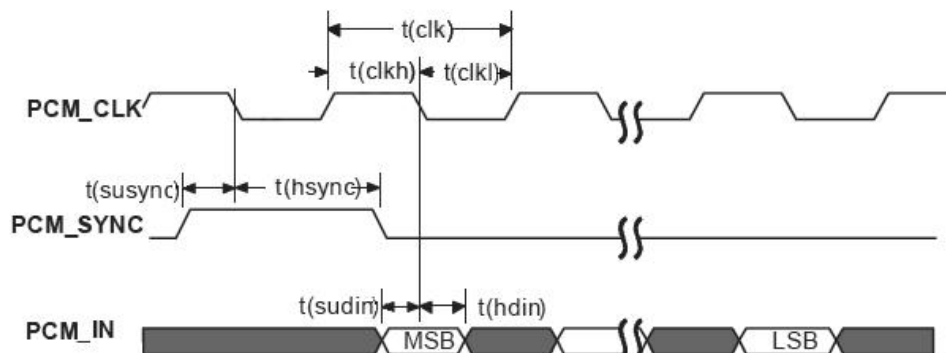 t(clk)
t(clkh) t(clkl)
PCM_CLK
t(susync) t(hsync)
PCM_SYNC
t(sudin) t(hdin)
PCM_IN MSB LSB